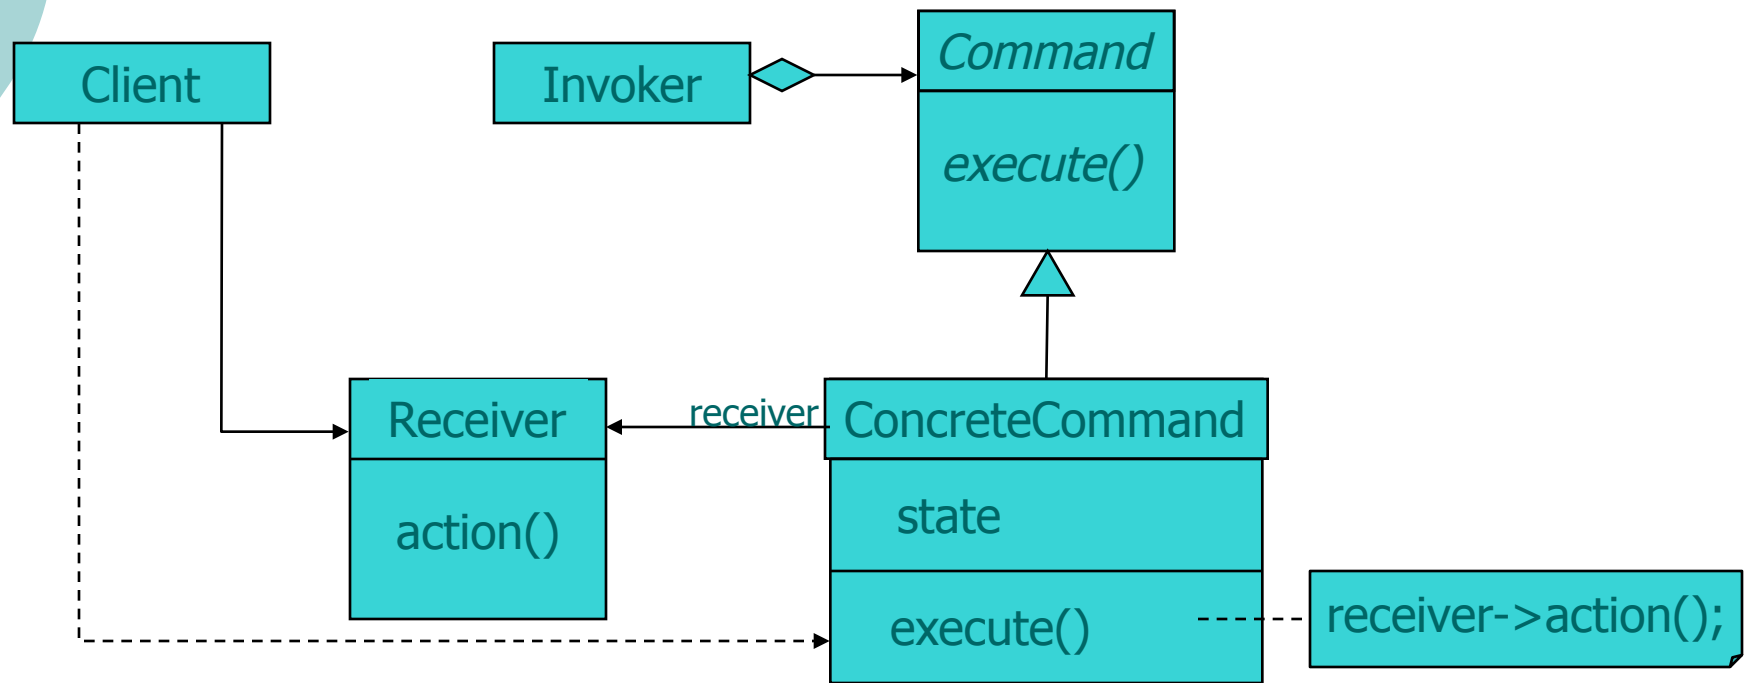 Client
Invoker
Command
execute()
Receiver
action()
receiver
ConcreteCommand
state
execute()
receiver->action();